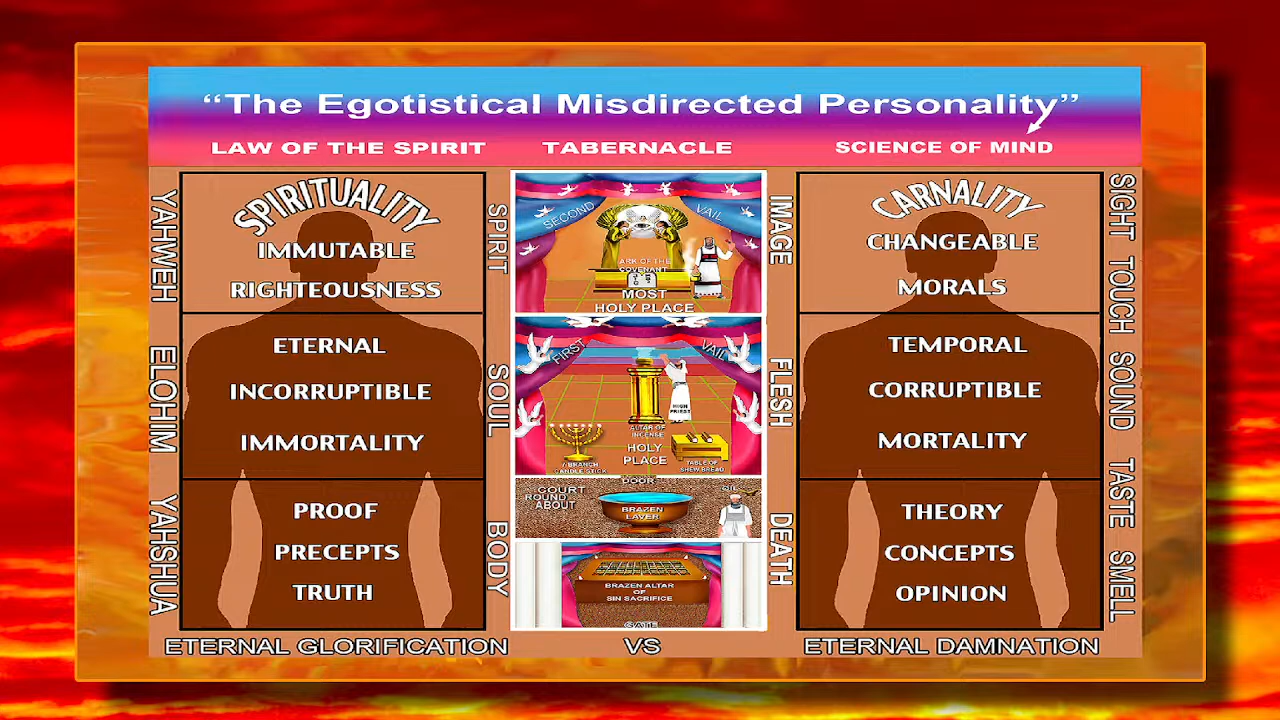 “The Egotistical Misdirected Personality”
LAW OF THE SPIRIT
TABERNACLE
SCIENCE OF MIND
YAHWEH
ELOHIM
YAHSHUA
SPIRITUALITY
IMMUTABLE
RIGHTEOUSNESS
ETERNAL
INCORRUPTIBLE
IMMORTALITY
PROOF
PRECEPTS
TRUTH
SPIRIT
SOUL
BODY
SECOND VAIL
ARK OF THE
COVENANT
MOST
HOLY PLACE
FIRST VAIL
HIGH
PRIEST
ALTAR OF
INCENSE
HOLY
PLACE
7 BRANCH
CANDLE STICK
TABLE OF
SHEW BREAD
DOOR
COURT
ROUND
ABOUT
BRAZEN
LAVER
BRAZEN ALTAR
OF
SIN SACRIFICE
GATE
IMAGE
FLESH
DEATH
CARNALITY
CHANGEABLE
MORALS
TEMPORAL
CORRUPTIBLE
MORTALITY
THEORY
CONCEPTS
OPINION
SIGHT TOUCH SOUND TASTE SMELL
ETERNAL GLORIFICATION
VS
ETERNAL DAMNATION